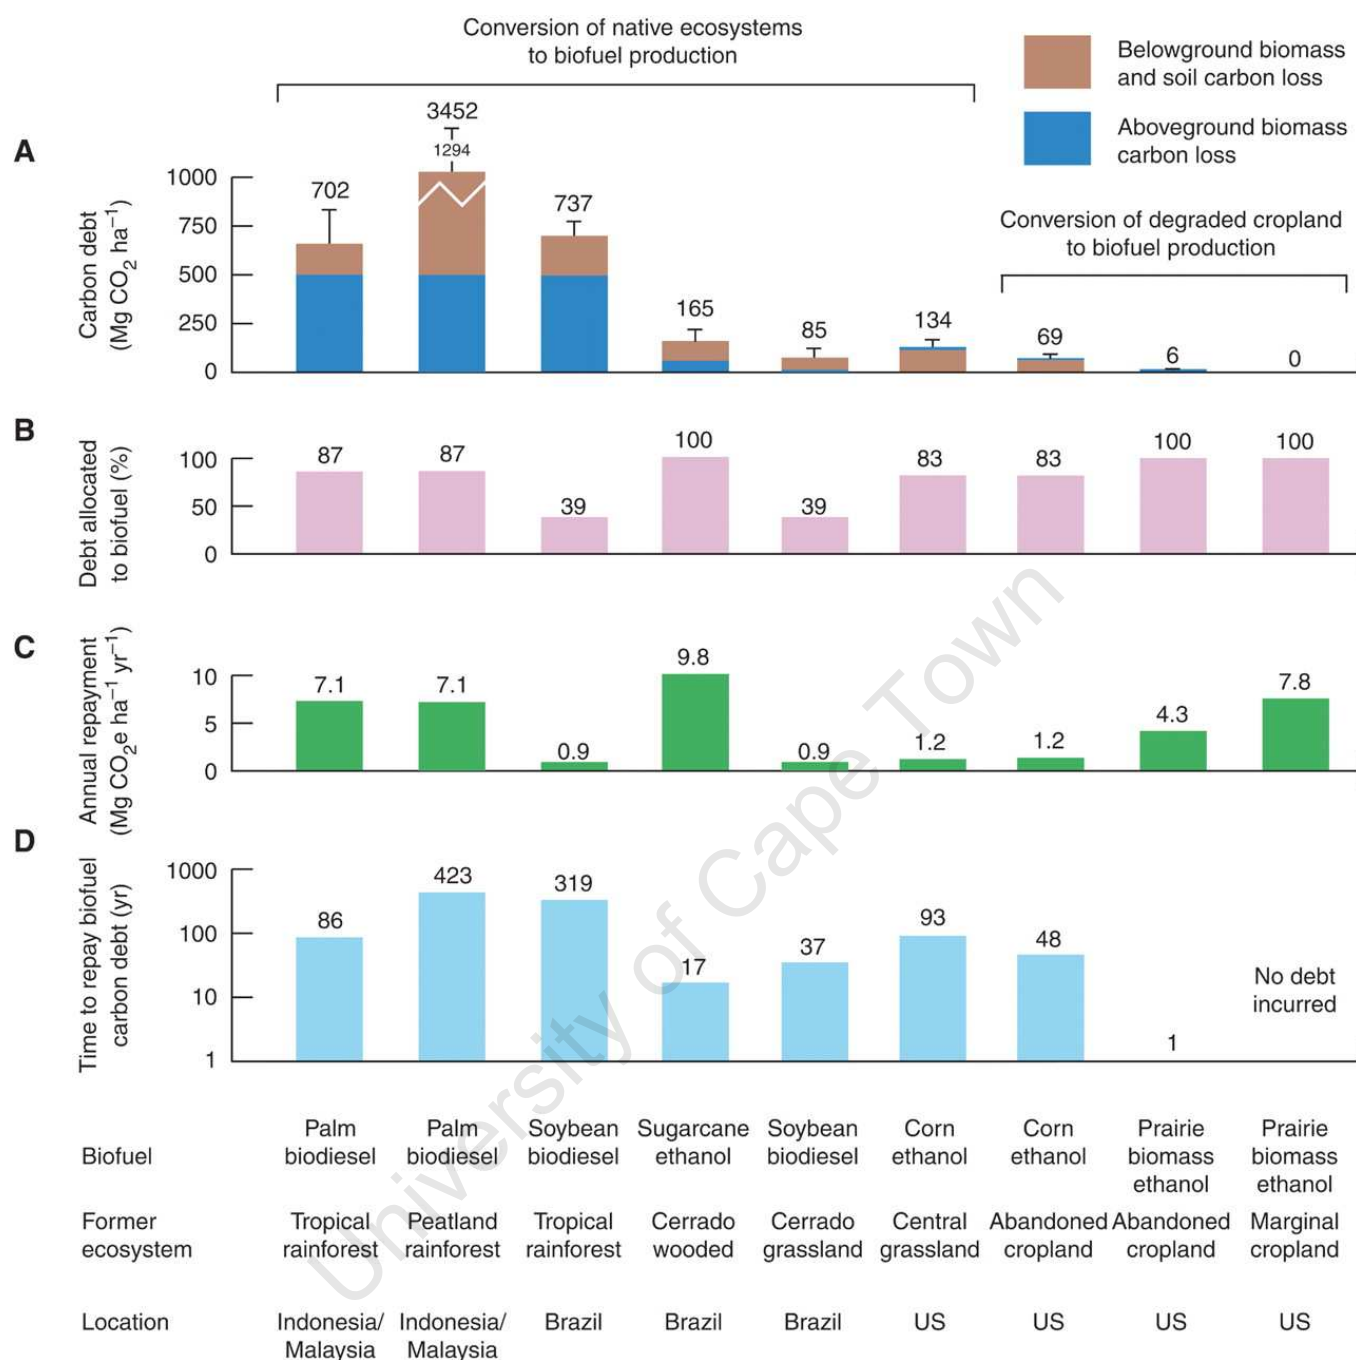 Conversion of native ecosystems
to biofuel production
Belowground biomass
and soil carbon loss
Aboveground biomass
carbon loss
Conversion of degraded cropland
to biofuel production
A
Carbon debt
(Mg CO2 ha−1)
1000
750
500
250
0
702
3452
1294
737
165
85
134
69
6
0
B
Debt allocated
to biofuel (%)
100
50
0
87
87
39
100
39
83
83
100
100
C
Annual repayment
(Mg CO2e ha−1 yr−1)
10
5
0
7.1
7.1
0.9
9.8
0.9
1.2
1.2
4.3
7.8
D
Time to repay biofuel
carbon debt (yr)
1000
100
10
1
86
423
319
17
37
93
48
1
No debt
incurred
Biofuel
Palm
biodiesel
Palm
biodiesel
Soybean
biodiesel
Sugarcane
ethanol
Soybean
biodiesel
Corn
ethanol
Corn
ethanol
Prairie
biomass
ethanol
Prairie
biomass
ethanol
Former
ecosystem
Tropical
rainforest
Peatland
rainforest
Tropical
rainforest
Cerrado
wooded
Cerrado
grassland
Central
grassland
Abandoned
cropland
Abandoned
cropland
Marginal
cropland
Location
Indonesia/
Malaysia
Indonesia/
Malaysia
Brazil
Brazil
Brazil
US
US
US
US
University of Cape Town